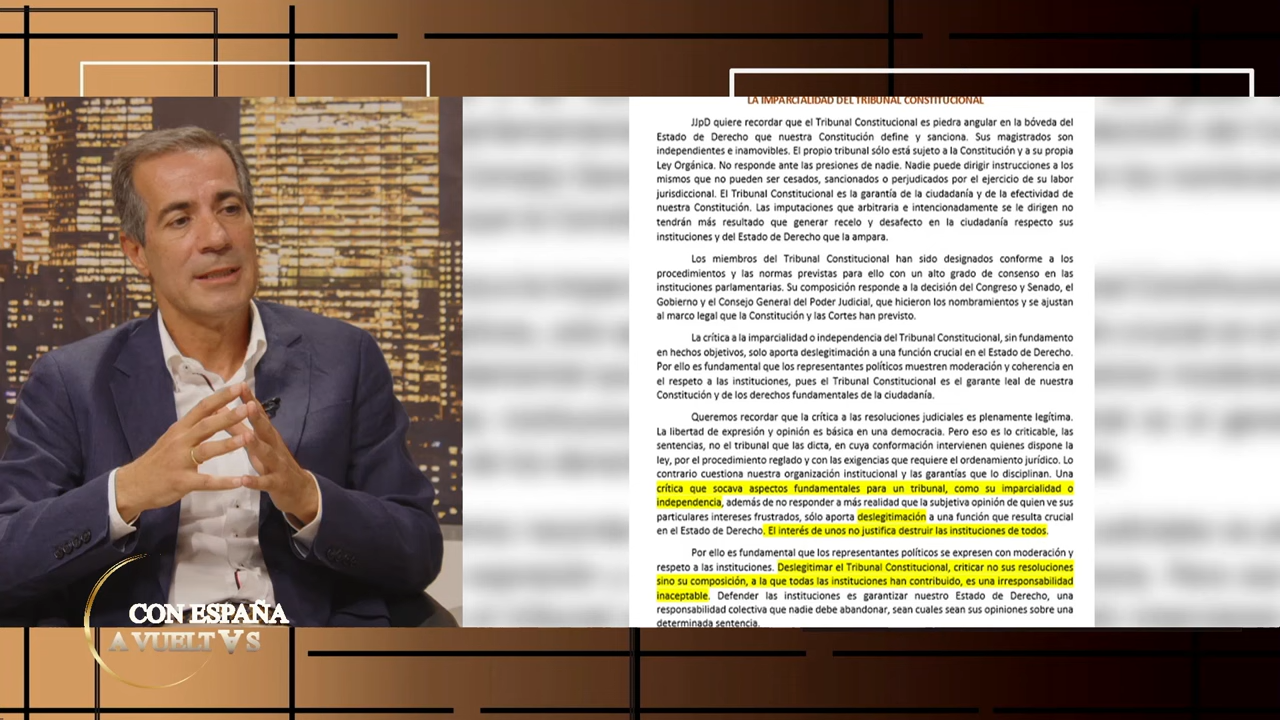 LA IMPARCIALIDAD DEL TRIBUNAL CONSTITUCIONAL
JJpD quiere recordar que el Tribunal Constitucional es piedra angular en la bóveda del
Estado de Derecho que nuestra Constitución define y sanciona. Sus magistrados son
independientes e inamovibles. El propio tribunal sólo está sujeto a la Constitución y a su propia
Ley Orgánica. No responde ante las presiones de nadie. Nadie puede dirigir instrucciones a los
mismos que no pueden ser cesados, sancionados o perjudicados por el ejercicio de su labor
jurisdiccional. El Tribunal Constitucional es la garantía de la ciudadanía y de la efectividad de
nuestra Constitución. Las imputaciones que arbitraria e intencionadamente se le dirigen no
tendrán más resultado que generar recelo y desafecto en la ciudadanía respecto sus
instituciones y del Estado de Derecho que la ampara.
Los miembros del Tribunal Constitucional han sido designados conforme a los
procedimientos y las normas previstas para ello con un alto grado de consenso en las
instituciones parlamentarias. Su composición responde a la decisión del Congreso y Senado, el
Gobierno y el Consejo General del Poder Judicial, que hicieron los nombramientos y se ajustan
al marco legal que la Constitución y las Cortes han previsto.
La crítica a la imparcialidad o independencia del Tribunal Constitucional, sin fundamento
en hechos objetivos, solo aporta deslegitimación a una función crucial en el Estado de Derecho.
Por ello es fundamental que los representantes políticos muestren moderación y coherencia en
el respeto a las instituciones, pues el Tribunal Constitucional es el garante leal de nuestra
Constitución y de los derechos fundamentales de la ciudadanía.
Queremos recordar que la crítica a las resoluciones judiciales es plenamente legítima.
La libertad de expresión y opinión es básica en una democracia. Pero eso es lo criticable, las
sentencias, no el tribunal que las dicta, en cuya conformación intervienen quienes dispone la
ley, por el procedimiento reglado y con las exigencias que requiere el ordenamiento jurídico. Lo
contrario cuestiona nuestra organización institucional y las garantías que lo disciplinan. Una
crítica que socava aspectos fundamentales para un tribunal, como su imparcialidad o
independencia, además de no responder a más realidad que la subjetiva opinión de quien ve sus
particulares intereses frustrados, sólo aporta deslegitimación a una función que resulta crucial
en el Estado de Derecho. El interés de unos no justifica destruir las instituciones de todos.
Por ello es fundamental que los representantes políticos se expresen con moderación y
respeto a las instituciones. Deslegitimar el Tribunal Constitucional, criticar no sus resoluciones
sino su composición, a la que todas las instituciones han contribuido, es una irresponsabilidad
inaceptable. Defender las instituciones es garantizar nuestro Estado de Derecho, una
responsabilidad colectiva que nadie debe abandonar, sean cuales sean sus opiniones sobre una
determinada sentencia.
CON ESPAÑA
A VUELTAS